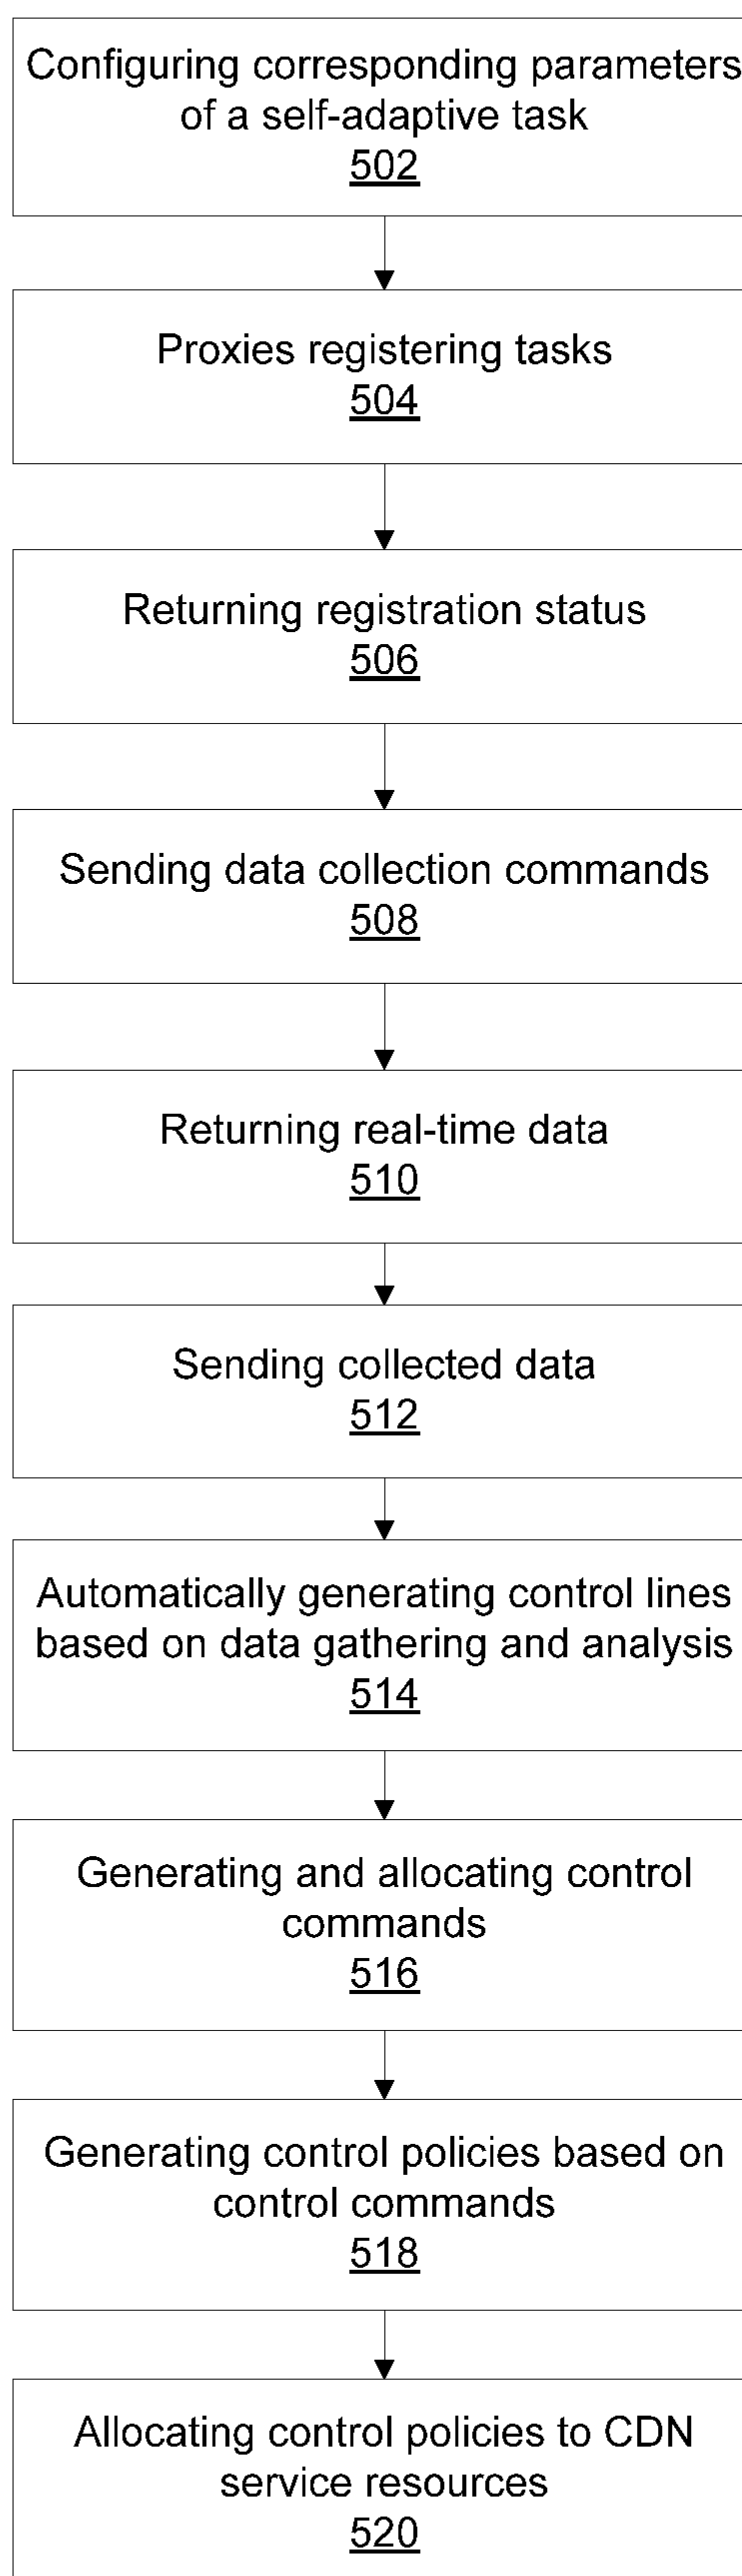 Configuring corresponding parameters
of a self-adaptive task
502
Proxies registering tasks
504
Returning registration status
506
Sending data collection commands
508
Returning real-time data
510
Sending collected data
512
Automatically generating control lines
based on data gathering and analysis
514
Generating and allocating control
commands
516
Generating control policies based on
control commands
518
Allocating control policies to CDN
service resources
520